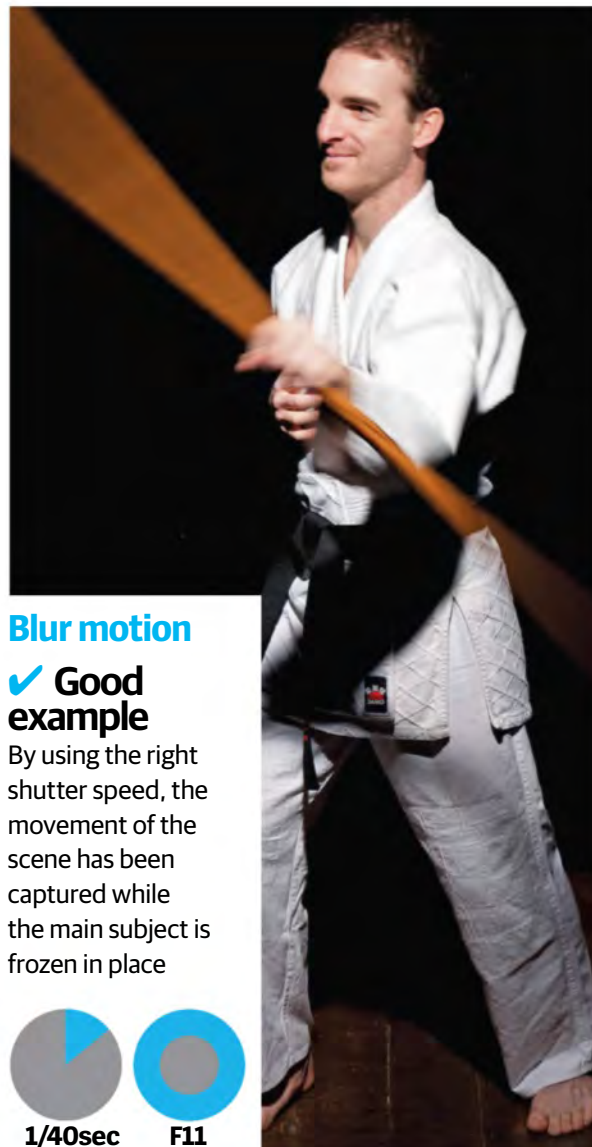 Blur motion
✔ Good
example
By using the right
shutter speed, the
movement of the
scene has been
captured while
the main subject is
frozen in place
1/40sec F11